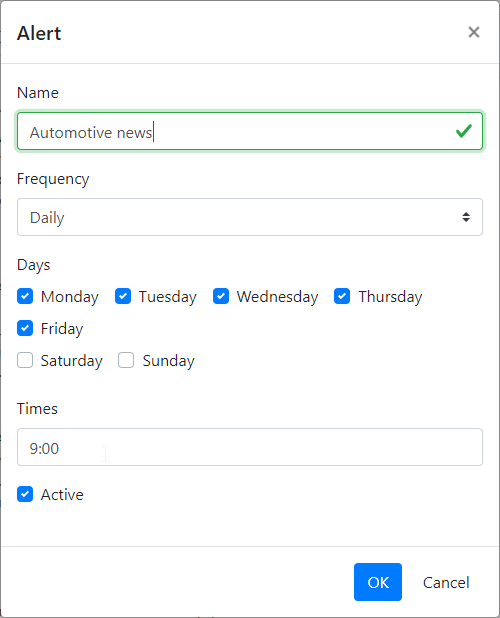 Alert ×
Name
Automotive news
Frequency
Daily
Days
Monday Tuesday Wednesday Thursday
Friday
Saturday Sunday
Times
9:00
Active
OK Cancel